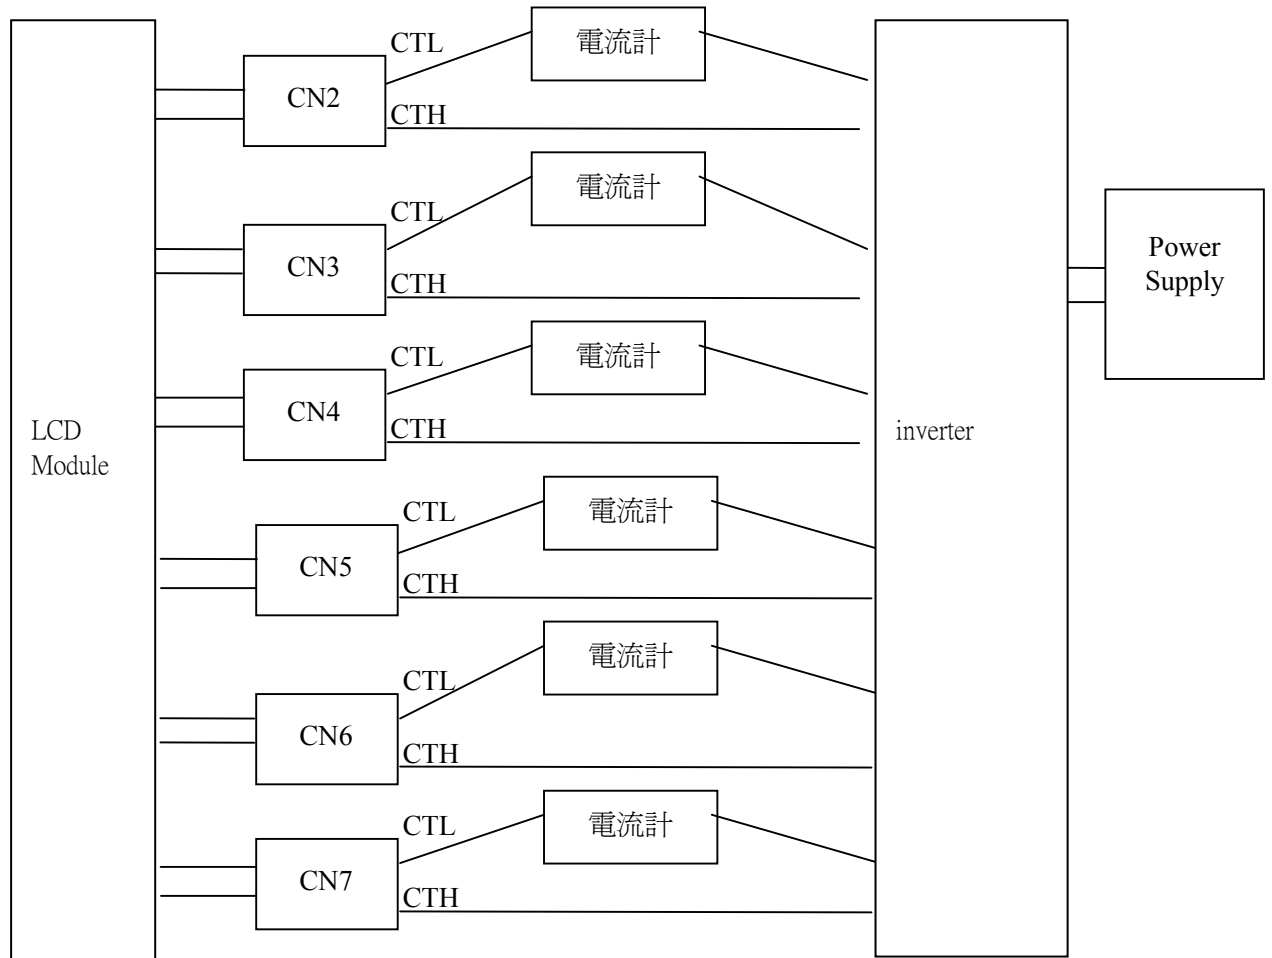 CTL
電流計
CN2
CTH
電流計
CTL
CN3
CTH
電流計
CTL
CN4
CTH
LCD
Module
inverter
Power
Supply
CTL
電流計
CN5
CTH
電流計
CTL
CN6
CTH
電流計
CTL
CN7
CTH